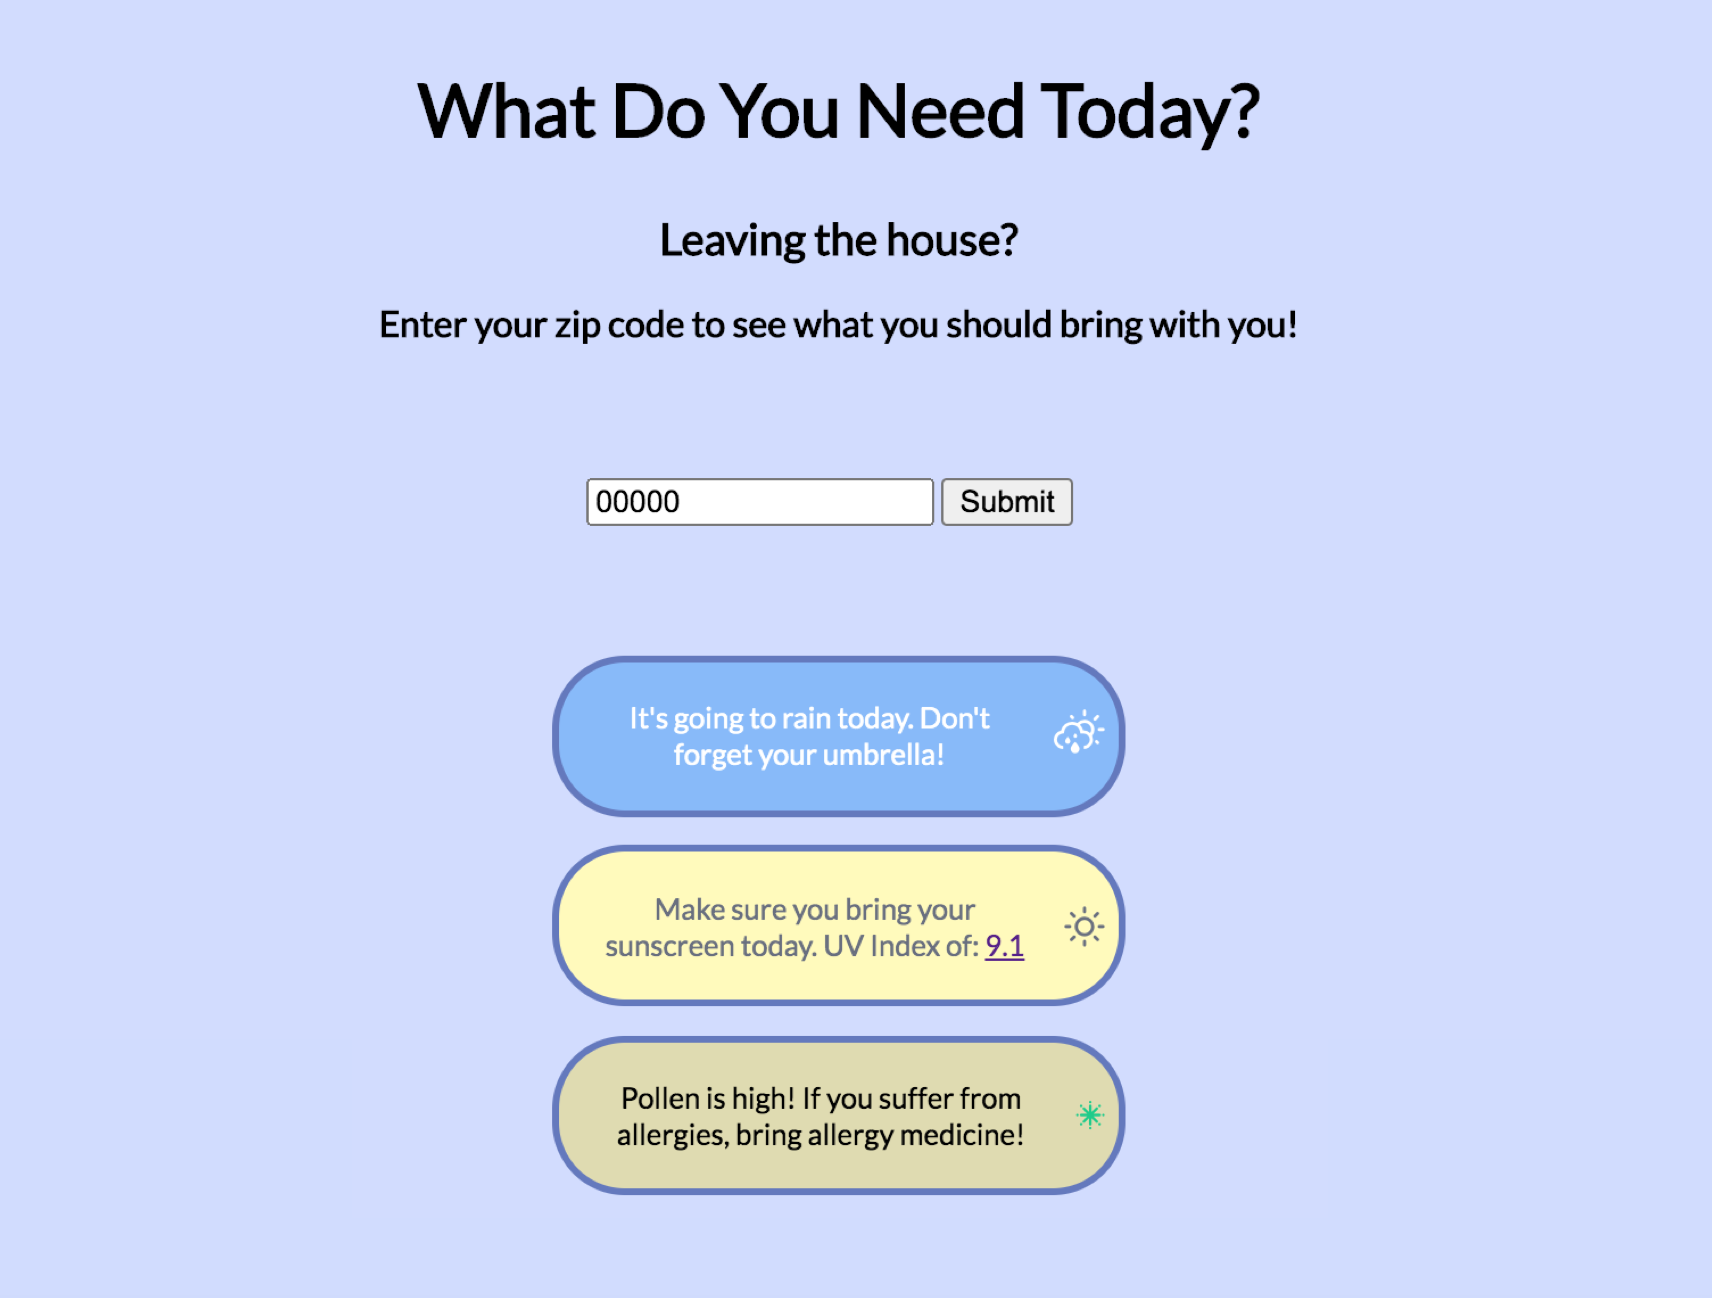 What Do You Need Today?
Leaving the house?
Enter your zip code to see what you should bring with you!
00000 Submit
It's going to rain today. Don't
forget your umbrella!
Make sure you bring your
sunscreen today. UV Index of: 9.1
Pollen is high! If you suffer from
allergies, bring allergy medicine!